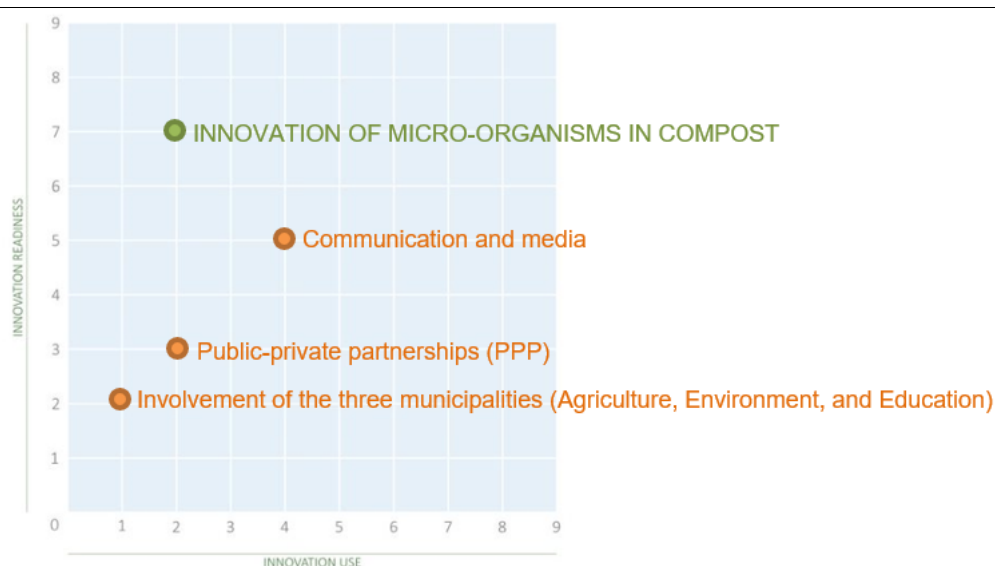 9
8
7
INNOVATION OF MICRO-ORGANISMS IN COMPOST
6
INNOVATION READINESS
5
Communication and media
4
3
Public-private partnerships (PPP)
2
Involvement of the three municipalities (Agriculture, Environment, and Education)
1
0 1 2 3 4 5 6 7 8 9
INNOVATION USE